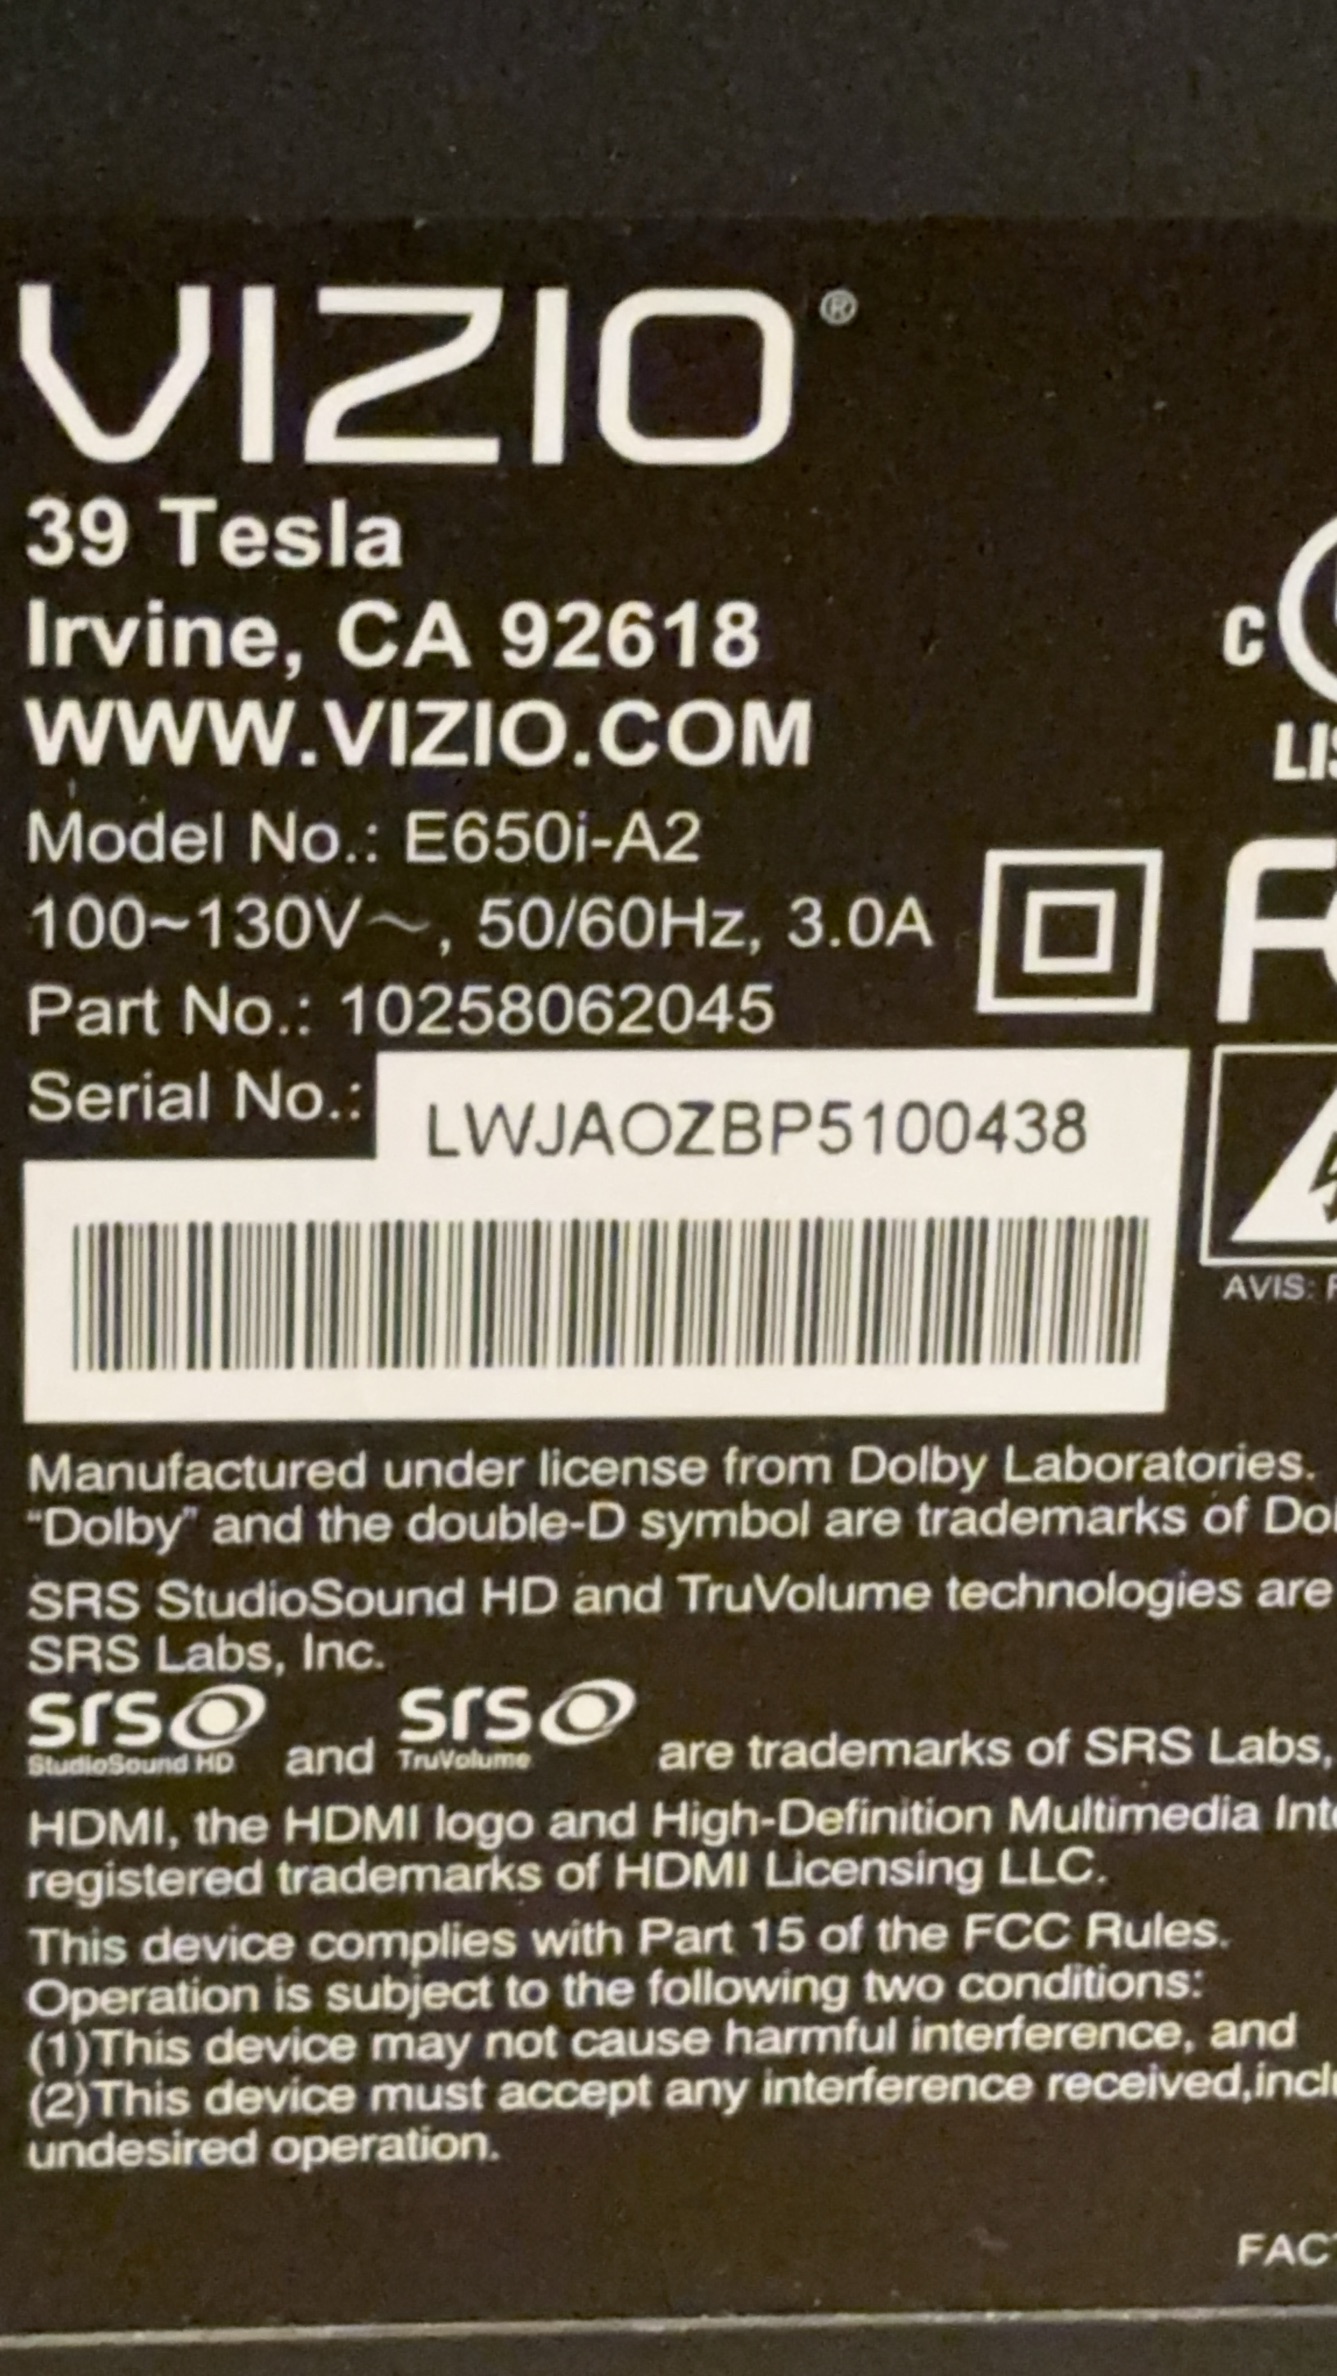 VIZIO®
39 Tesla
Irvine, CA 92618
WWW.VIZIO.COM
C
LIS
Model No.: E650i-A2
100~130V～, 50/60Hz, 3.0A
Part No.: 10258062045
Serial No.: LWJAOZBP5100438
AVIS:
Manufactured under license from Dolby Laboratories.
“Dolby” and the double-D symbol are trademarks of Do
SRS StudioSound HD and TruVolume technologies are
SRS Labs, Inc.
SRS StudioSound HD and SRS TruVolume are trademarks of SRS Labs,
HDMI, the HDMI logo and High-Definition Multimedia Int
registered trademarks of HDMI Licensing LLC.
This device complies with Part 15 of the FCC Rules.
Operation is subject to the following two conditions:
(1)This device may not cause harmful interference, and
(2)This device must accept any interference received,incl
undesired operation.
FAC